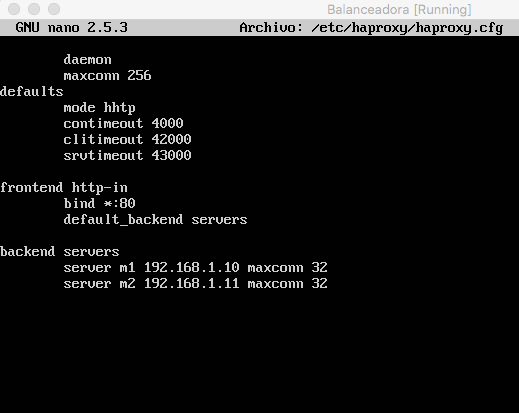 Balanceadora [Running]
GNU nano 2.5.3 Archivo: /etc/haproxy/haproxy.cfg
daemon
maxconn 256
defaults
mode hhtp
contimeout 4000
clitimeout 42000
srvtimeout 43000
frontend http-in
bind *:80
default_backend servers
backend servers
server m1 192.168.1.10 maxconn 32
server m2 192.168.1.11 maxconn 32